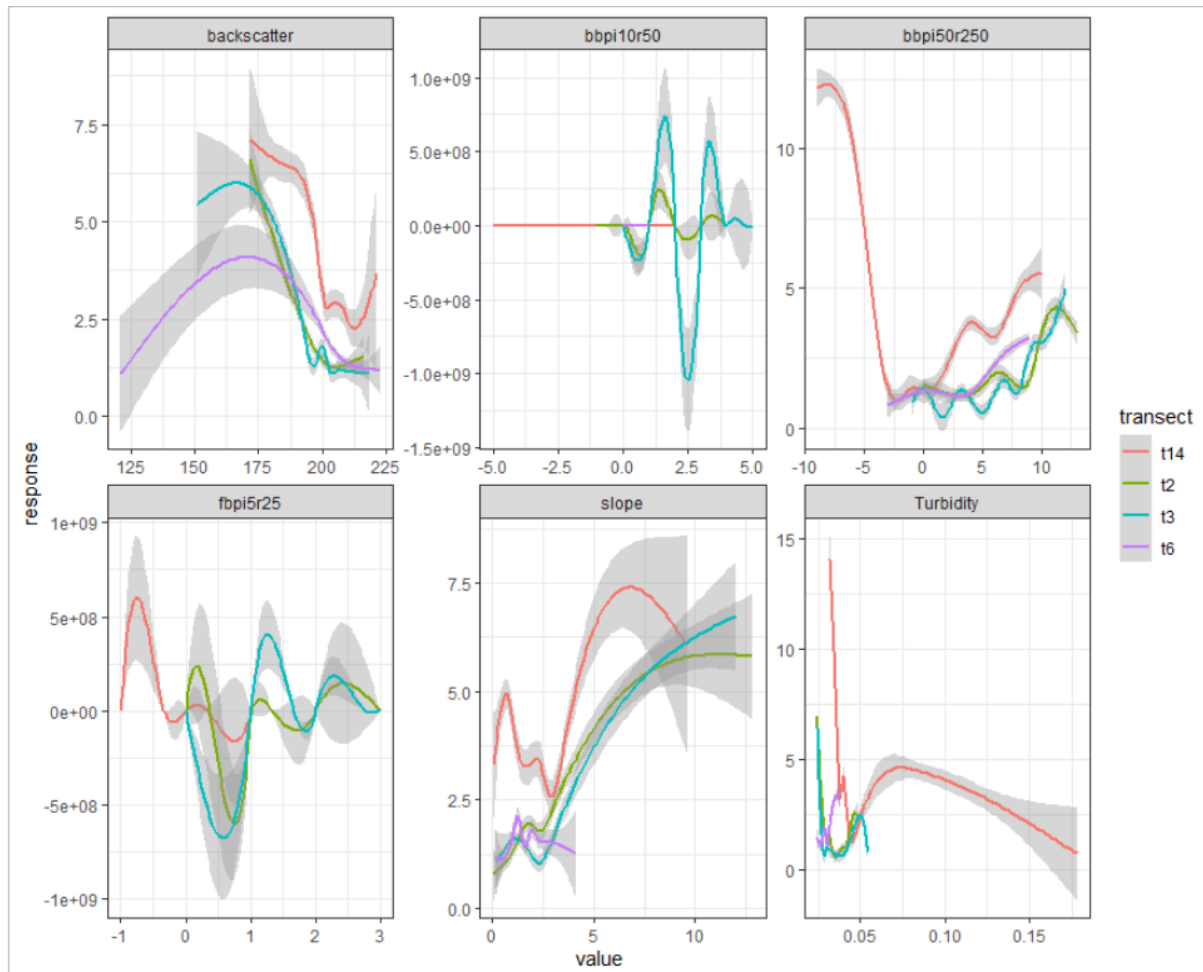 backscatter
bbpi10r50
bbpi50r250
7.5
5.0
2.5
0.0
125 150 175 200 225
1.0e+09
5.0e+08
0.0e+00
-5.0e+08
-1.0e+09
-1.5e+09
-5.0 -2.5 0.0 2.5 5.0
10
5
0
-10 -5 0 5 10
response
fbpi5r25
slope
Turbidity
1e+09
5e+08
0e+00
-5e+08
-1e+09
-1 0 1 2 3
7.5
5.0
2.5
0.0
0 5 10
15
10
5
0
0.05 0.10 0.15
value
transect
t14
t2
t3
t6